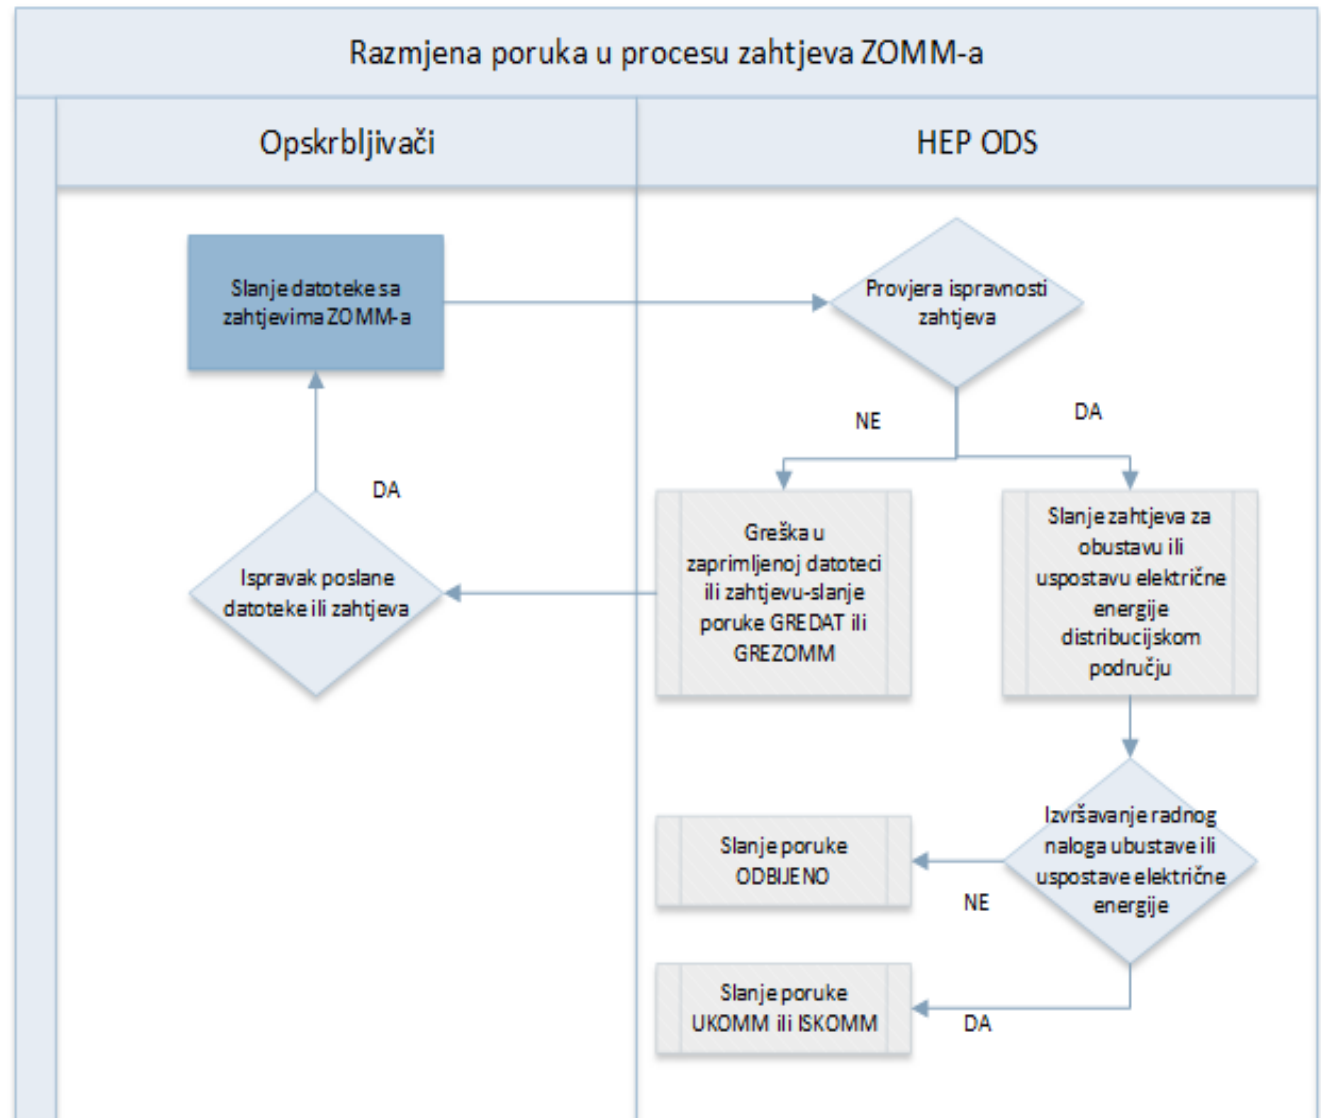 Razmjena poruka u procesu zahtjeva ZOMM-a
Opskrbljivači
HEP ODS
Slanje datoteke sa
zahtjevima ZOMM-a
Provjera ispravnosti
zahtjeva
NE
DA
DA
Ispravak poslane
datoteke ili zahtjeva
Greška u
zaprimljenoj datoteci
ili zahtjevu-slanje
poruke GREDAT ili
GREZOMM
Slanje zahtjeva za
obustavu ili
uspostavu električne
energije
distribucijskom
području
Izvršavanje radnog
naloga ubustave ili
uspostave električne
energije
Slanje poruke
ODBIJENO
NE
Slanje poruke
UKOMM ili ISKOMM
DA